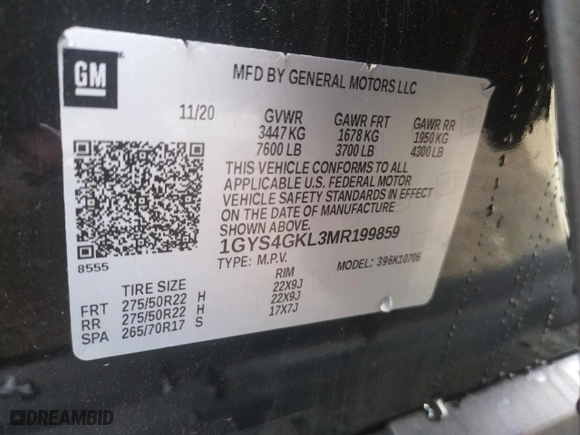 GM
MFD BY GENERAL MOTORS LLC
11/20 GVWR GAWR FRT GAWR RR
3447 KG 1678 KG 1950 KG
7600 LB 3700 LB 4300 LB
THIS VEHICLE CONFORMS TO ALL
APPLICABLE U.S. FEDERAL MOTOR
VEHICLE SAFETY STANDARDS IN EFFECT
ON THE DATE OF MANUFACTURE
SHOWN ABOVE.
1GYS4GKL3MR199859
8555 TYPE: M.P.V. MODEL: 396K10706
TIRE SIZE RIM
FRT 275/50R22 H 22X9J
RR 275/50R22 H 22X9J
SPA 265/70R17 S 17X7J
DREAMBID